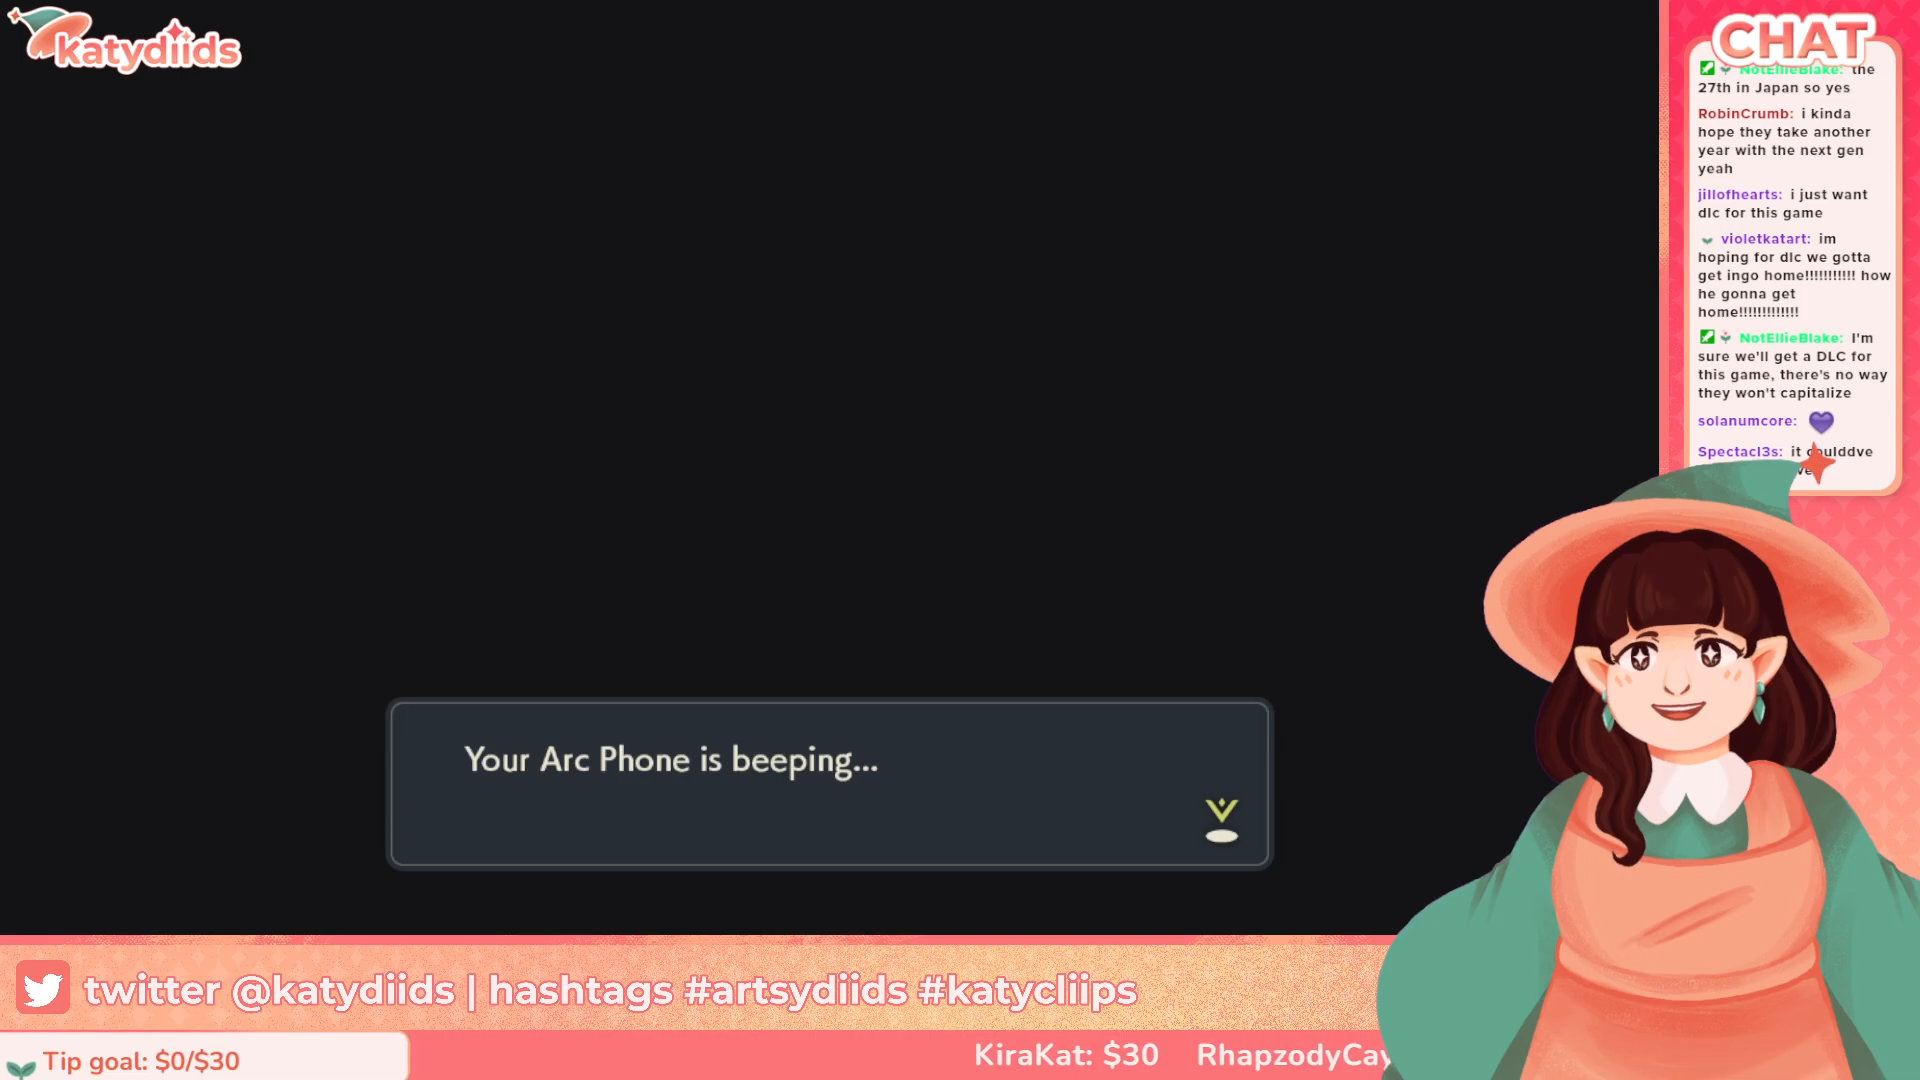 katydiids
CHAT
NotEllieBlake: the
27th in Japan so yes
RobinCrumb: i kinda
hope they take another
year with the next gen
yeah
jillofhearts: i just want
dlc for this game
violetkatart: im
hoping for dlc we gotta
get ingo home!!!!!!!!!!! how
he gonna get
home!!!!!!!!!!!!!
NotEllieBlake: I'm
sure we'll get a DLC for
this game, there's no way
they won't capitalize
solanumcore:
Spectacl3s: it
Your Arc Phone is beeping...
twitter @katydiids | hashtags #artsydiids #katycliips
Tip goal: $0/$30
KiraKat: $30 RhapzodyCay